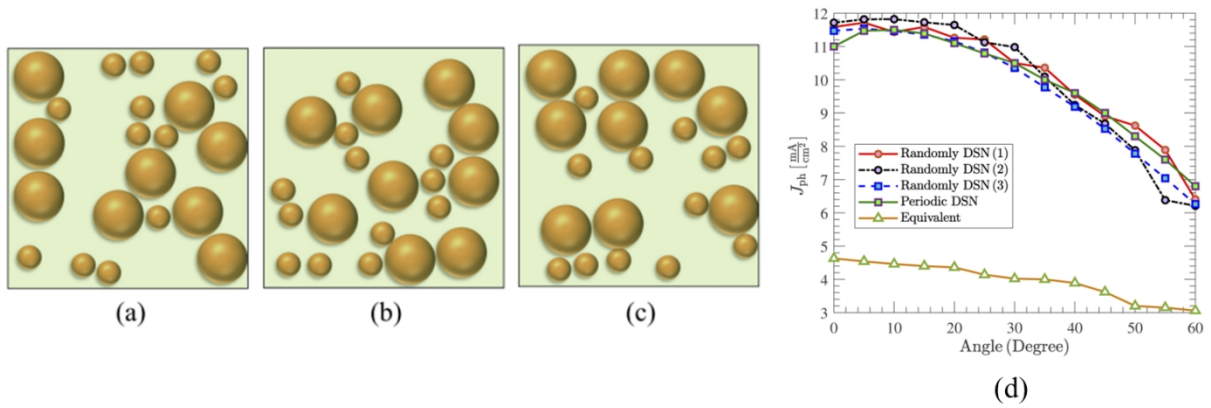 (a)
(b)
(c)
12
11
10
9
8
7
6
5
4
3
J_ph [mA/cm²]
Randomly DSN (1)
Randomly DSN (2)
Randomly DSN (3)
Periodic DSN
Equivalent
0 10 20 30 40 50 60
Angle (Degree)
(d)